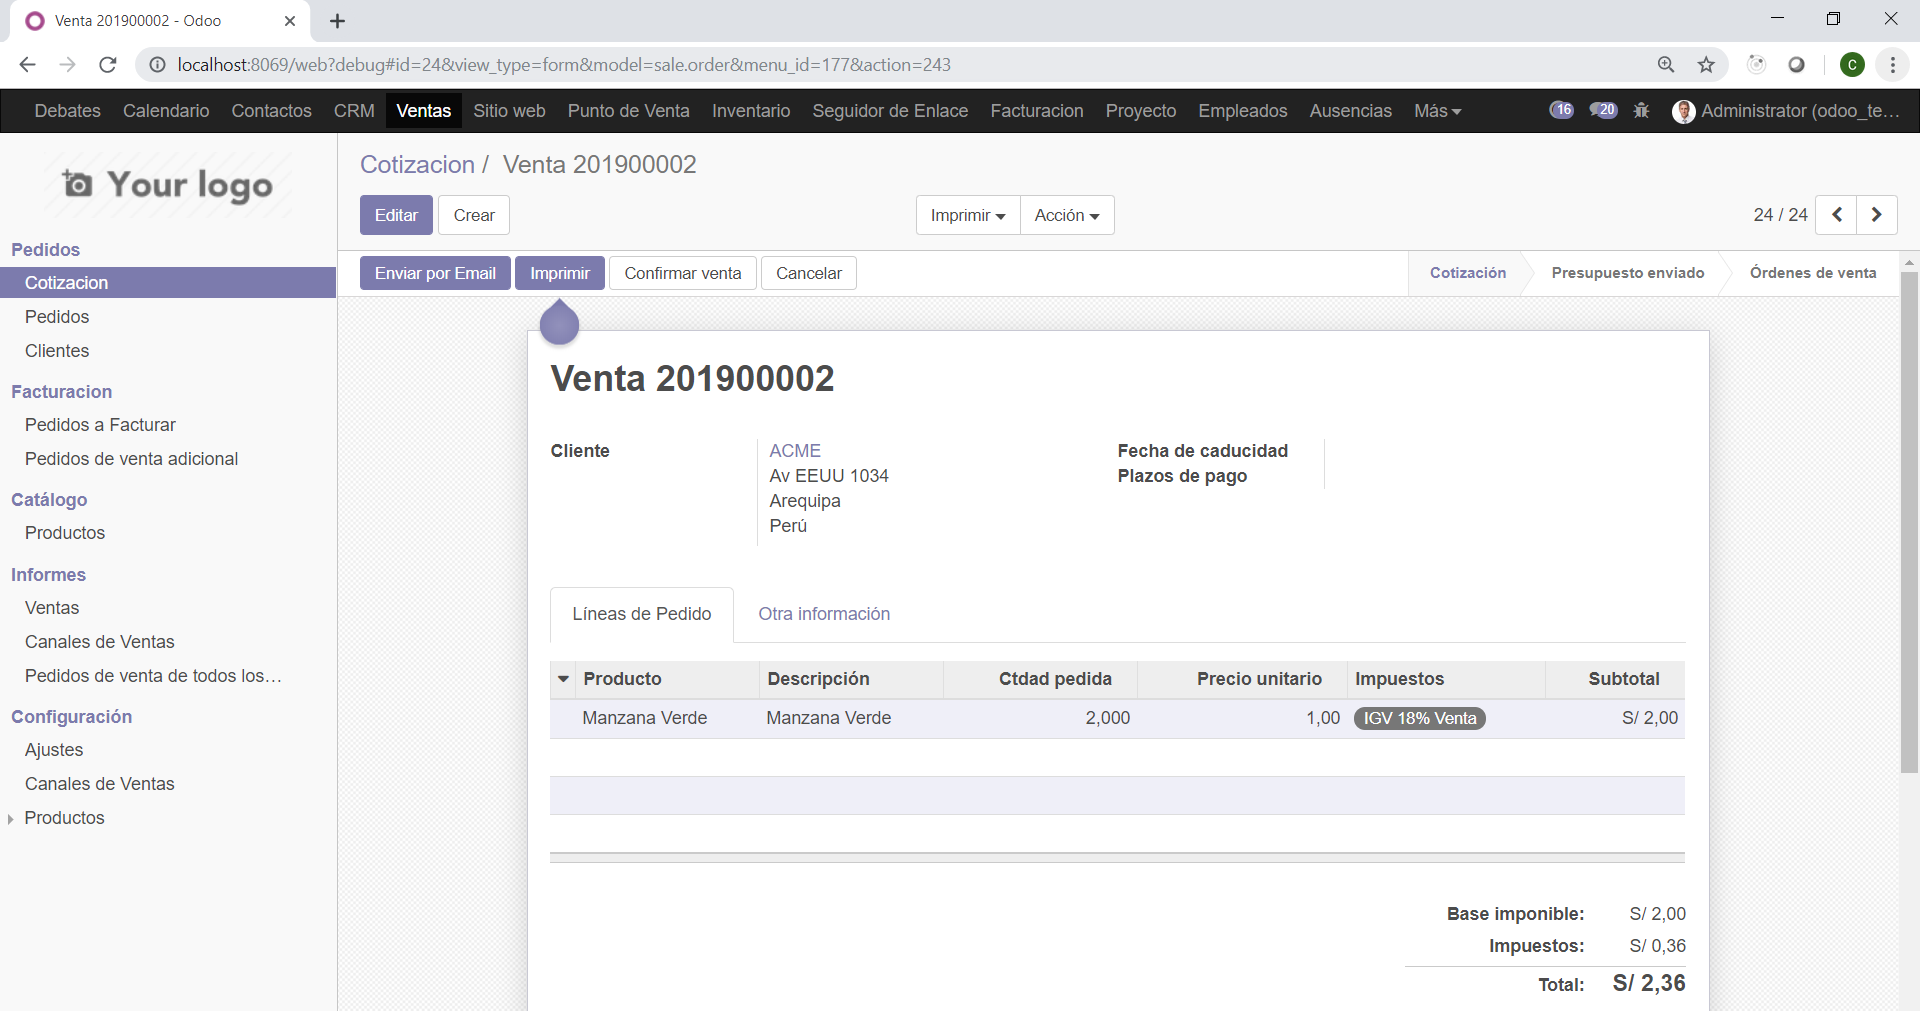 Venta 201900002 - Odoo
localhost:8069/web?debug#id=24&view_type=form&model=sale.order&menu_id=177&action=243
C
Debates Calendario Contactos CRM Ventas Sitio web Punto de Venta Inventario Seguidor de Enlace Facturacion Proyecto Empleados Ausencias Más 16 20 Administrator (odoo_te...
Your logo
Cotizacion / Venta 201900002
Editar Crear Imprimir Acción 24 / 24
Enviar por Email Imprimir Confirmar venta Cancelar Cotización Presupuesto enviado Órdenes de venta
Pedidos
Cotizacion
Pedidos
Clientes
Facturacion
Pedidos a Facturar
Pedidos de venta adicional
Catálogo
Productos
Informes
Ventas
Canales de Ventas
Pedidos de venta de todos los...
Configuración
Ajustes
Canales de Ventas
Productos
Venta 201900002
Cliente ACME
Av EEUU 1034
Arequipa
Perú
Fecha de caducidad
Plazos de pago
Líneas de Pedido Otra información
Producto Descripción Ctdad pedida Precio unitario Impuestos Subtotal
Manzana Verde Manzana Verde 2,000 1,00 IGV 18% Venta S/ 2,00
Base imponible: S/ 2,00
Impuestos: S/ 0,36
Total: S/ 2,36